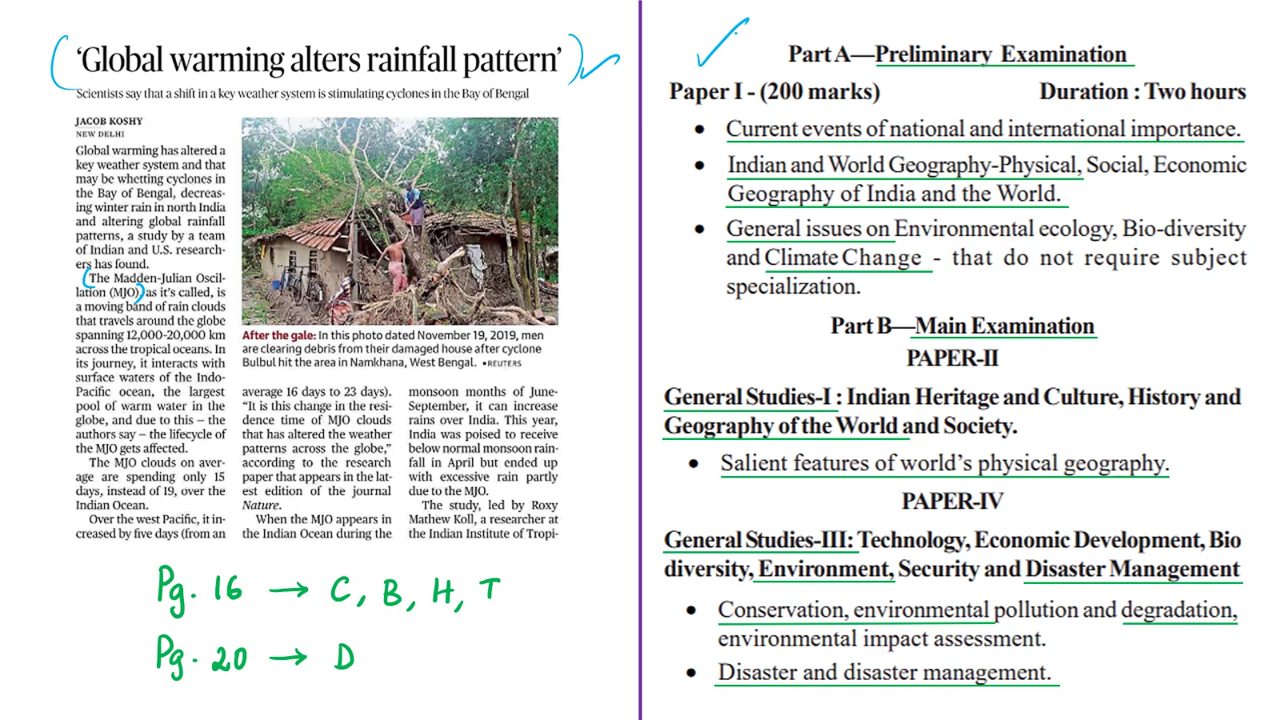 ‘Global warming alters rainfall pattern’
Scientists say that a shift in a key weather system is stimulating cyclones in the Bay of Bengal
JACOB KOSHY
NEW DELHI
Global warming has altered a
key weather system and that
may be whetting cyclones in
the Bay of Bengal, decreas-
ing winter rain in north India
and altering global rainfall
patterns, a study by a team
of Indian and U.S. research-
ers has found.
The Madden-Julian Oscil-
lation (MJO), as it’s called, is
a moving band of rain clouds
that travels around the globe
spanning 12,000-20,000 km
across the tropical oceans. In
its journey, it interacts with
surface waters of the Indo-
Pacific ocean, the largest
pool of warm water in the
globe, and due to this – the
authors say – the lifecycle of
the MJO gets affected.
The MJO clouds on aver-
age are spending only 15
days, instead of 19, over the
Indian Ocean.
Over the west Pacific, it in-
creased by five days (from an
After the gale: In this photo dated November 19, 2019, men
are clearing debris from their damaged house after cyclone
Bulbul hit the area in Namkhana, West Bengal. •REUTERS
average 16 days to 23 days).
“It is this change in the resi-
dence time of MJO clouds
that has altered the weather
patterns across the globe,”
according to the research
paper that appears in the lat-
est edition of the journal
Nature.
When the MJO appears in
the Indian Ocean during the
monsoon months of June-
September, it can increase
rains over India. This year,
India was poised to receive
below normal monsoon rain-
fall in April but ended up
with excessive rain partly
due to the MJO.
The study, led by Roxy
Mathew Koll, a researcher at
the Indian Institute of Tropi-
Pg. 16 → C, B, H, T
Pg. 20 → D
Part A—Preliminary Examination
Paper I - (200 marks) Duration : Two hours
• Current events of national and international importance.
• Indian and World Geography-Physical, Social, Economic
Geography of India and the World.
• General issues on Environmental ecology, Bio-diversity
and Climate Change - that do not require subject
specialization.
Part B—Main Examination
PAPER-II
General Studies-I : Indian Heritage and Culture, History and
Geography of the World and Society.
• Salient features of world’s physical geography.
PAPER-IV
General Studies-III: Technology, Economic Development, Bio
diversity, Environment, Security and Disaster Management
• Conservation, environmental pollution and degradation,
environmental impact assessment.
• Disaster and disaster management.